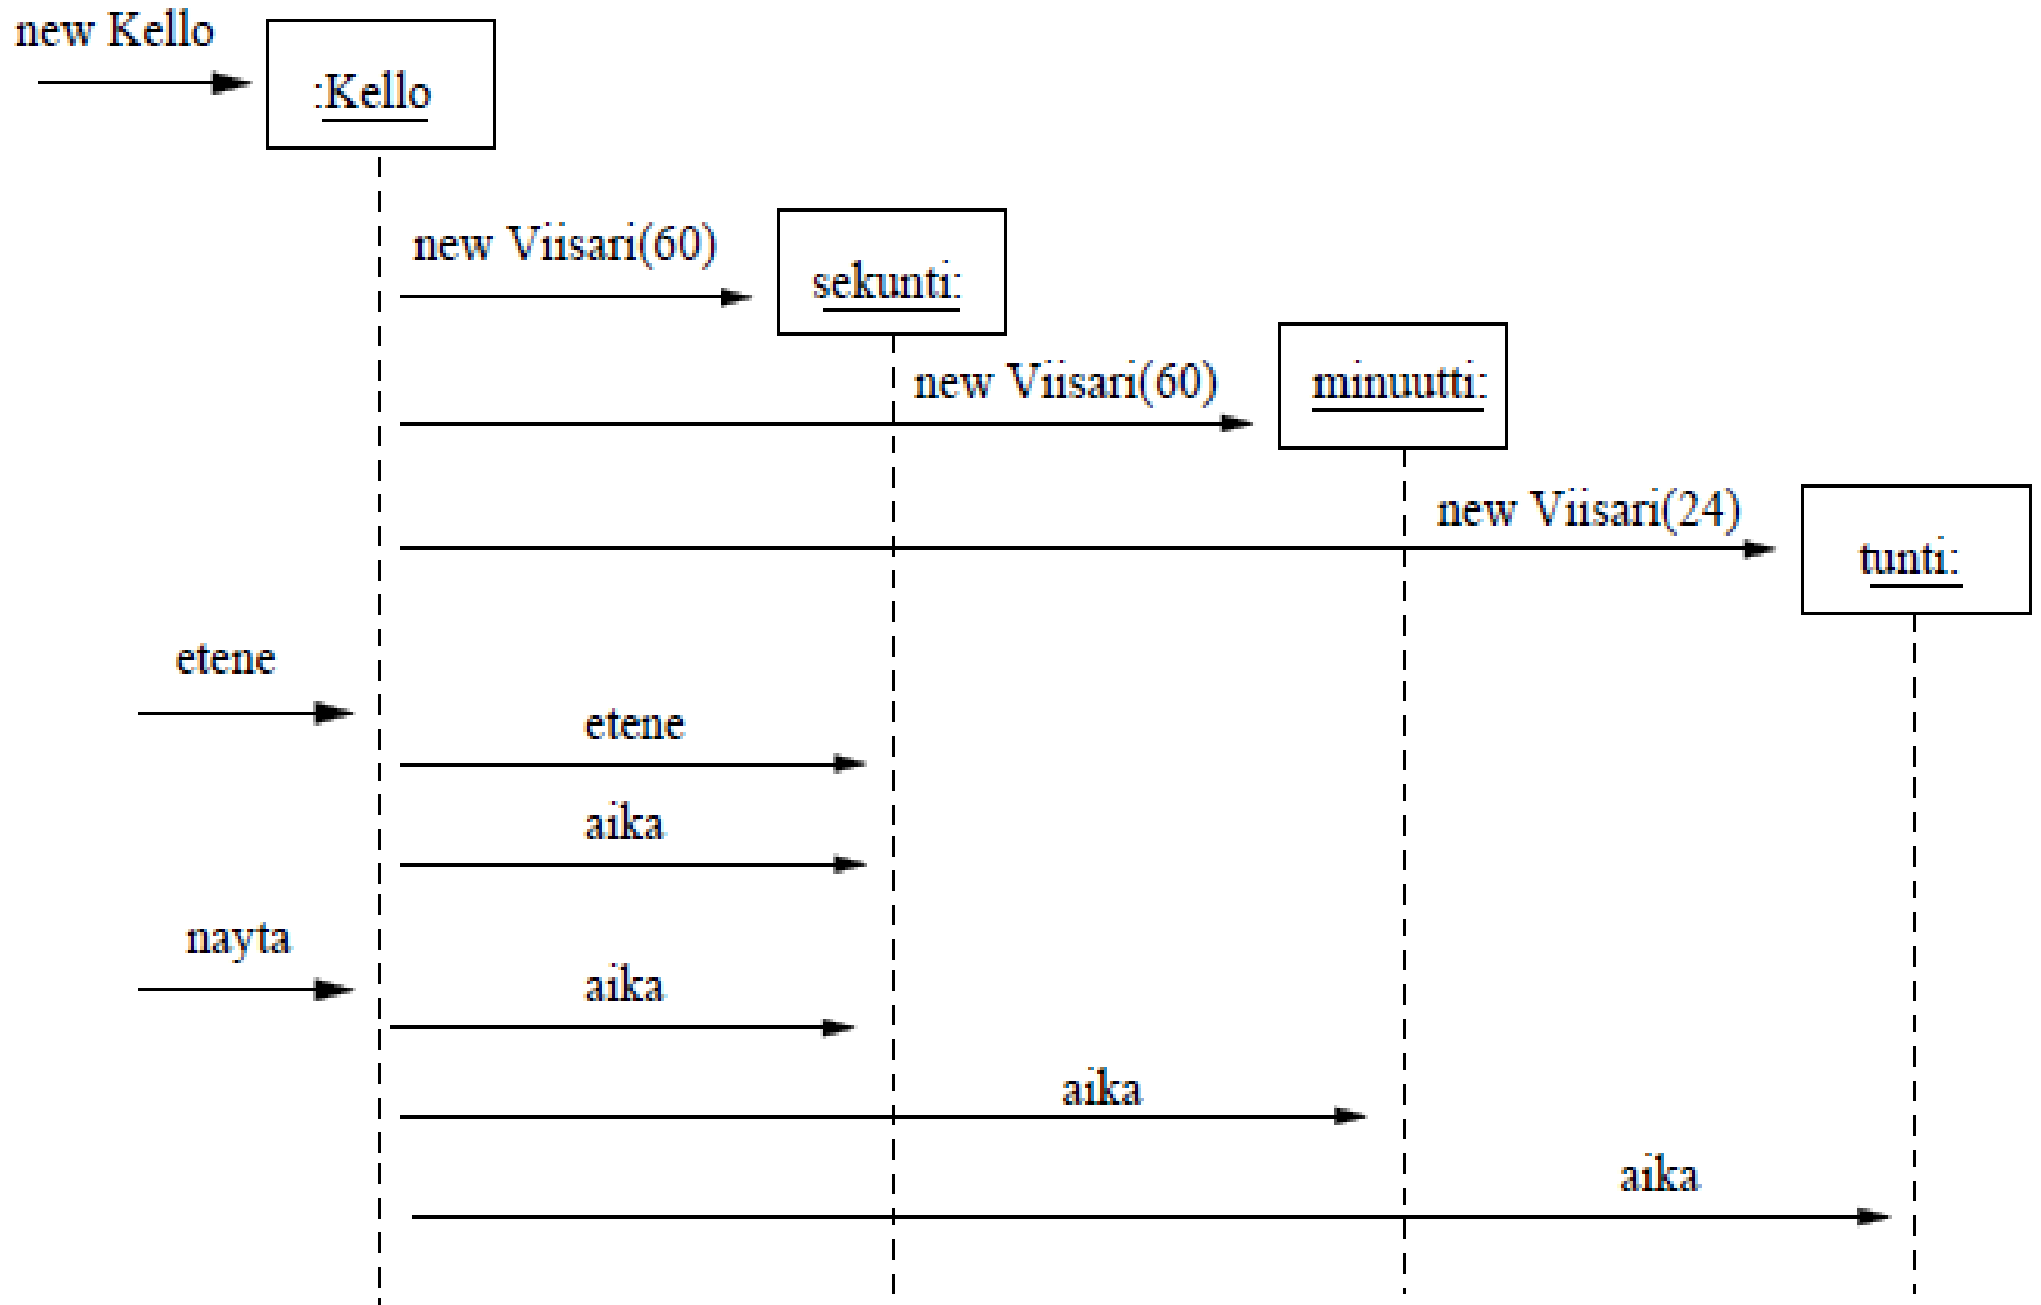 new Kello
:Kello
new Viisari(60)
sekunti:
new Viisari(60)
minuutti:
new Viisari(24)
tunti:
etene
etene
aika
nayta
aika
aika
aika